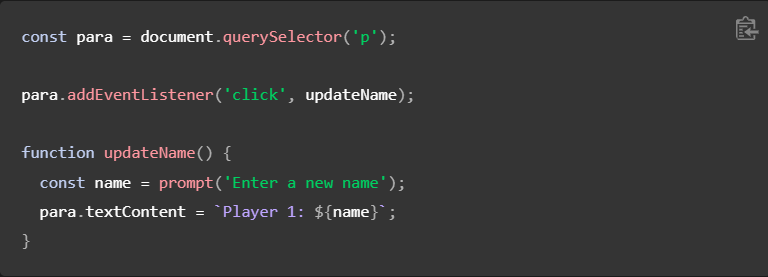 const para = document.querySelector('p');

para.addEventListener('click', updateName);

function updateName() {
  const name = prompt('Enter a new name');
  para.textContent = `Player 1: ${name}`;
}